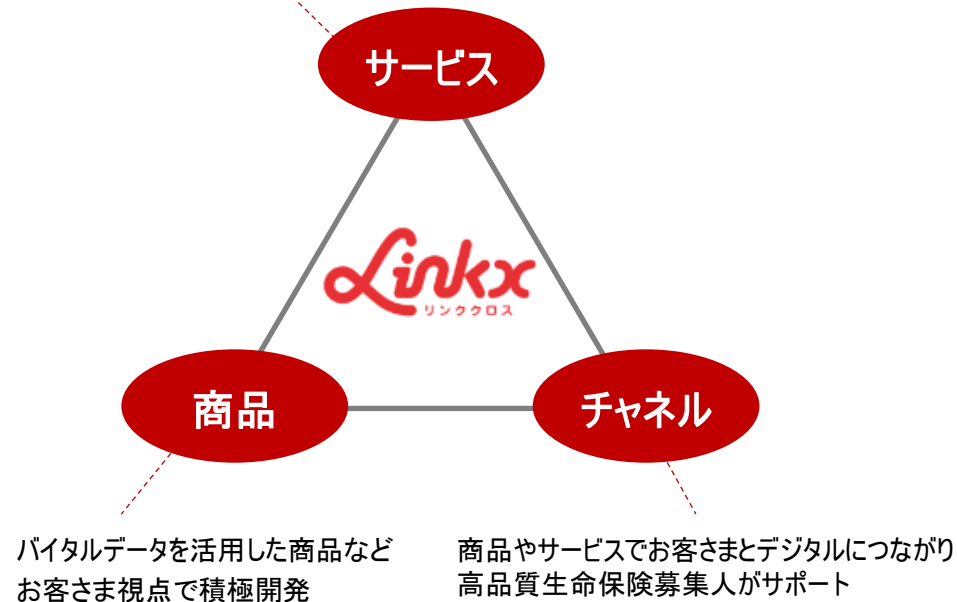 サービス
Linkx
リンククロス
商品
チャネル
バイタルデータを活用した商品など
お客さま視点で積極開発
商品やサービスでお客さまとデジタルにつながり
高品質生命保険募集人がサポート